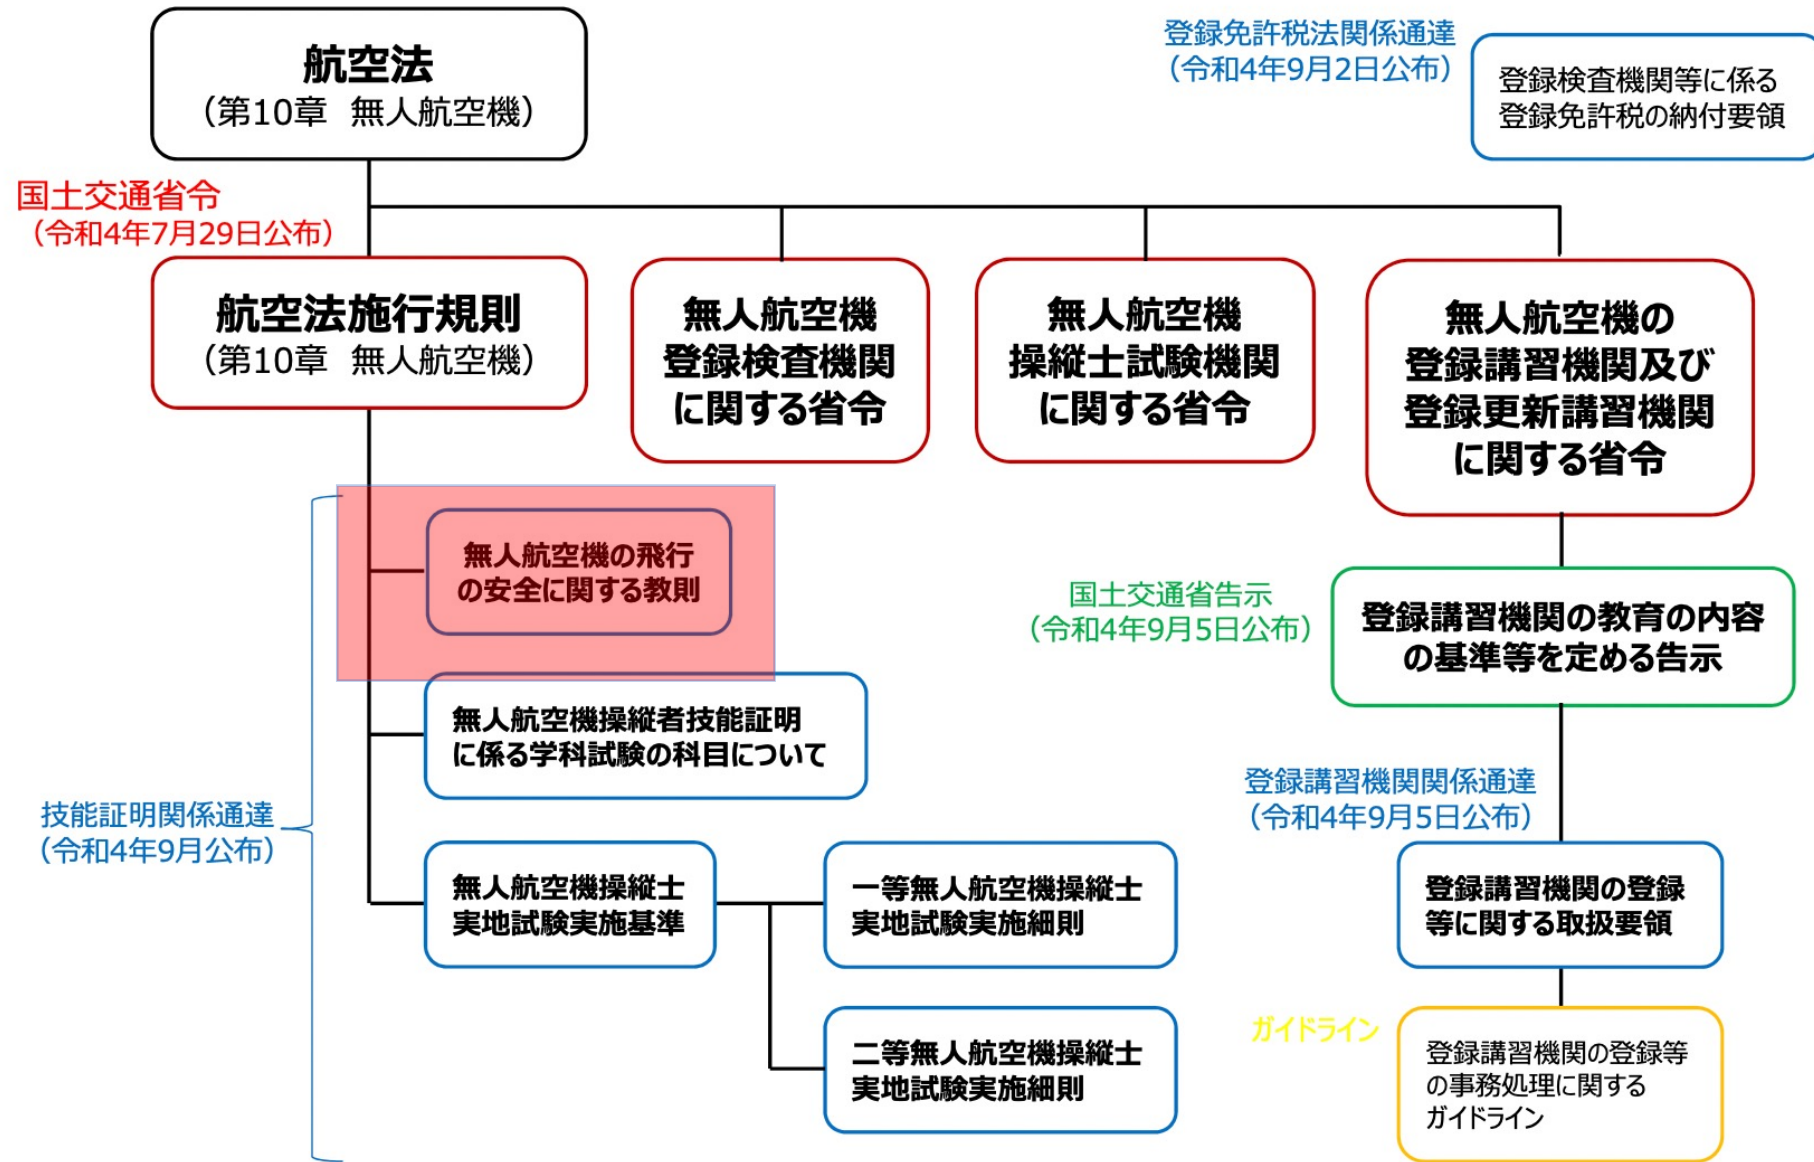 航空法
（第10章 無人航空機）
登録免許税法関係通達
（令和4年9月2日公布）
登録検査機関等に係る
登録免許税の納付要領
国土交通省令
（令和4年7月29日公布）
航空法施行規則
（第10章 無人航空機）
無人航空機
登録検査機関
に関する省令
無人航空機
操縦士試験機関
に関する省令
無人航空機の
登録講習機関及び
登録更新講習機関
に関する省令
無人航空機の飛行
の安全に関する教則
国土交通省告示
（令和4年9月5日公布）
登録講習機関の教育の内容
の基準等を定める告示
無人航空機操縦者技能証明
に係る学科試験の科目について
技能証明関係通達
（令和4年9月公布）
登録講習機関関係通達
（令和4年9月5日公布）
無人航空機操縦士
実地試験実施基準
一等無人航空機操縦士
実地試験実施細則
登録講習機関の登録
等に関する取扱要領
二等無人航空機操縦士
実地試験実施細則
ガイドライン
登録講習機関の登録等
の事務処理に関する
ガイドライン